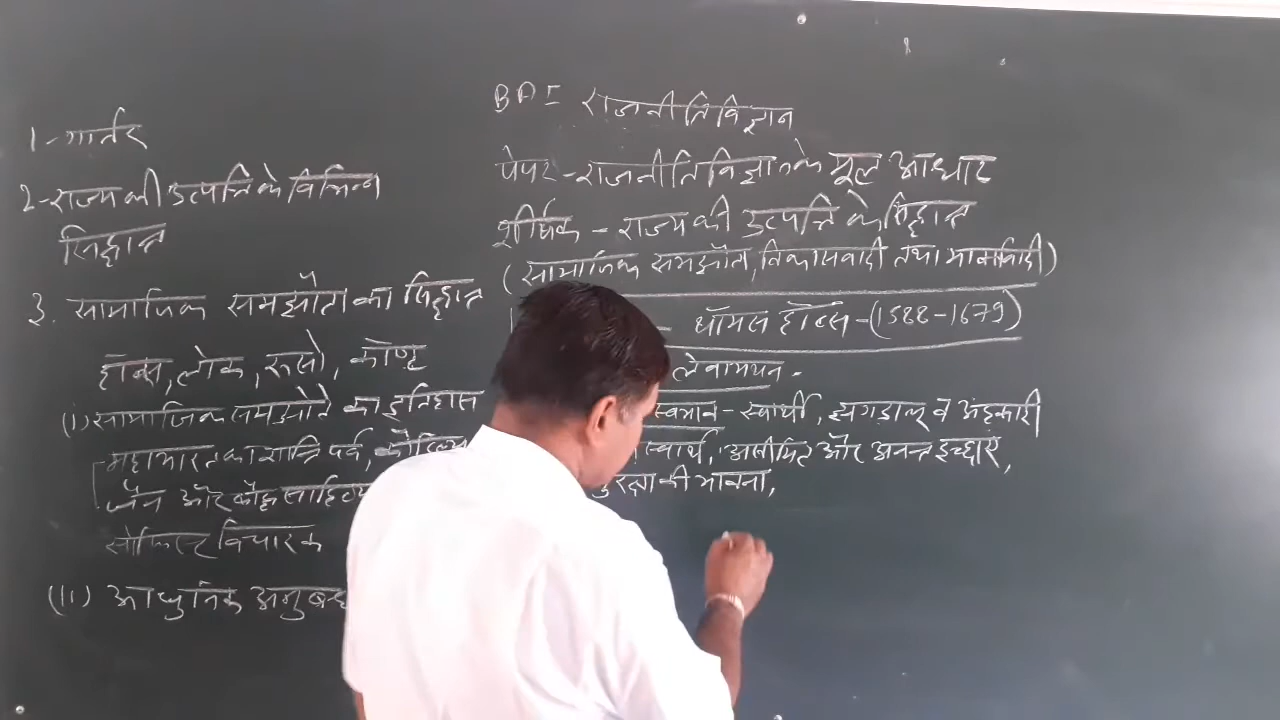 1- गार्नर
2- राज्य की उत्पत्ति के विभिन्न
सिद्धान्त
3. सामाजिक समझौता का सिद्धान्त
हॉब्स, लोक, रूसो, कॉण्ट
(i) सामाजिक समझौते का इतिहास
महाभारत का शान्ति पर्व, कौटिल्य
जैन और बौद्ध साहित्य
सोफिस्ट विचारक
(ii) आधुनिक अनुबन्ध
BA I राजनीति विज्ञान
पेपर - राजनीति विज्ञान के मूल आधार
शीर्षक - राज्य की उत्पत्ति के सिद्धान्त
(सामाजिक समझौता, विकासवादी तथा मार्क्सवादी)
- थॉमस हॉब्स - (1588-1679)
लेवायथन -
स्वभाव - स्वार्थी, झगड़ालू व अहंकारी
स्वार्थ, असीमित और अनन्त इच्छाएं,
सुरक्षा की भावना,